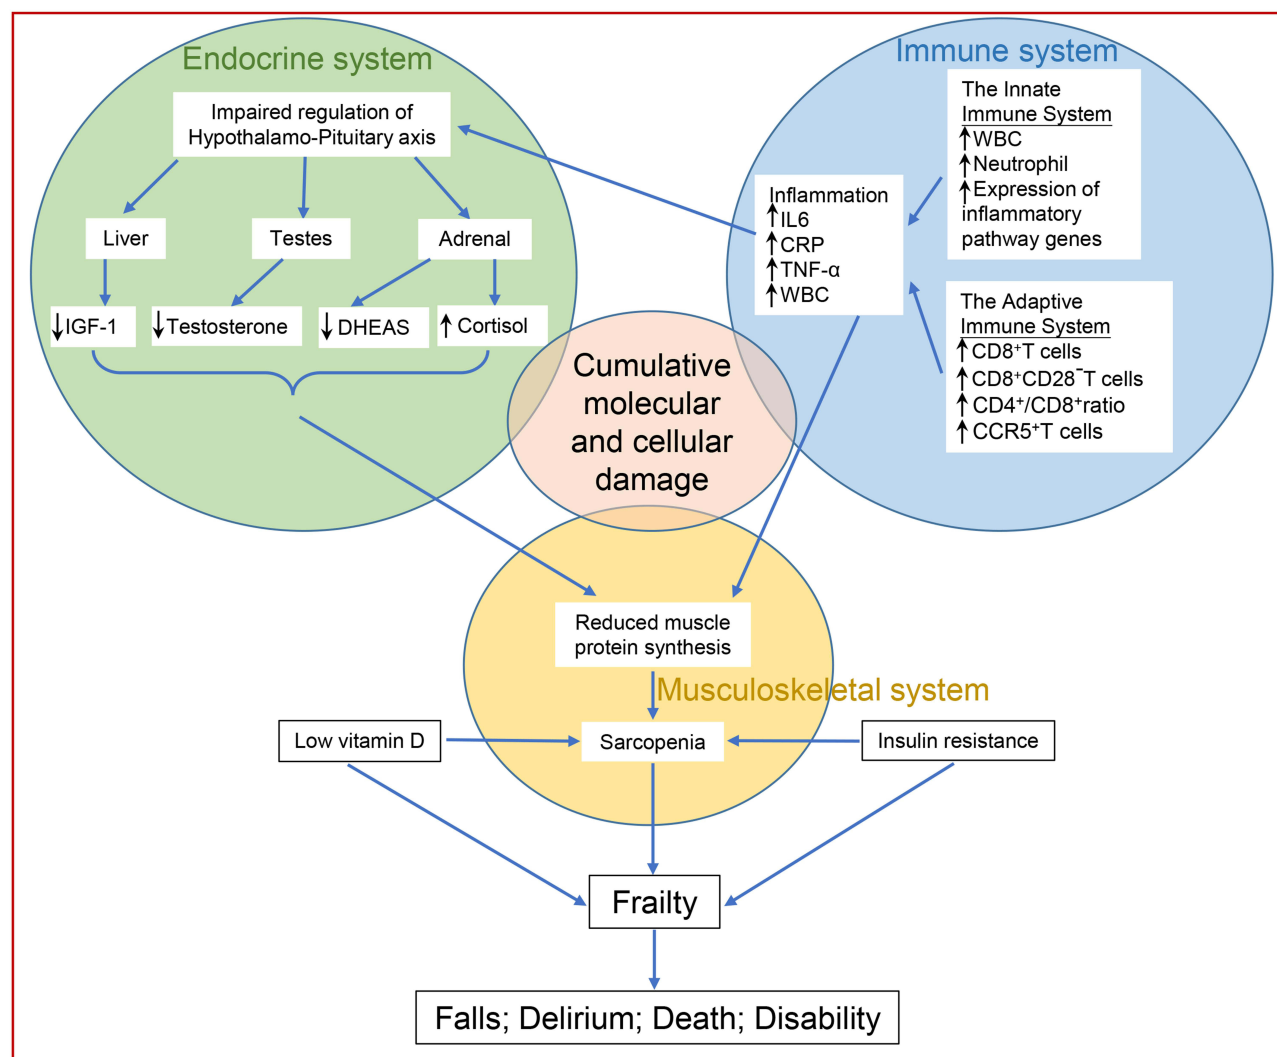 Endocrine system
Impaired regulation of
Hypothalamo-Pituitary axis
Liver
Testes
Adrenal
↓IGF-1
↓Testosterone
↓DHEAS
↑Cortisol
Immune system
The Innate
Immune System
↑WBC
↑Neutrophil
↑Expression of
inflammatory
pathway genes
Inflammation
↑IL6
↑CRP
↑TNF-α
↑WBC
The Adaptive
Immune System
↑CD8⁺T cells
↑CD8⁺CD28⁻T cells
↑CD4⁺/CD8⁺ratio
↑CCR5⁺T cells
Cumulative
molecular
and cellular
damage
Reduced muscle
protein synthesis
Musculoskeletal system
Low vitamin D
Sarcopenia
Insulin resistance
Frailty
Falls; Delirium; Death; Disability